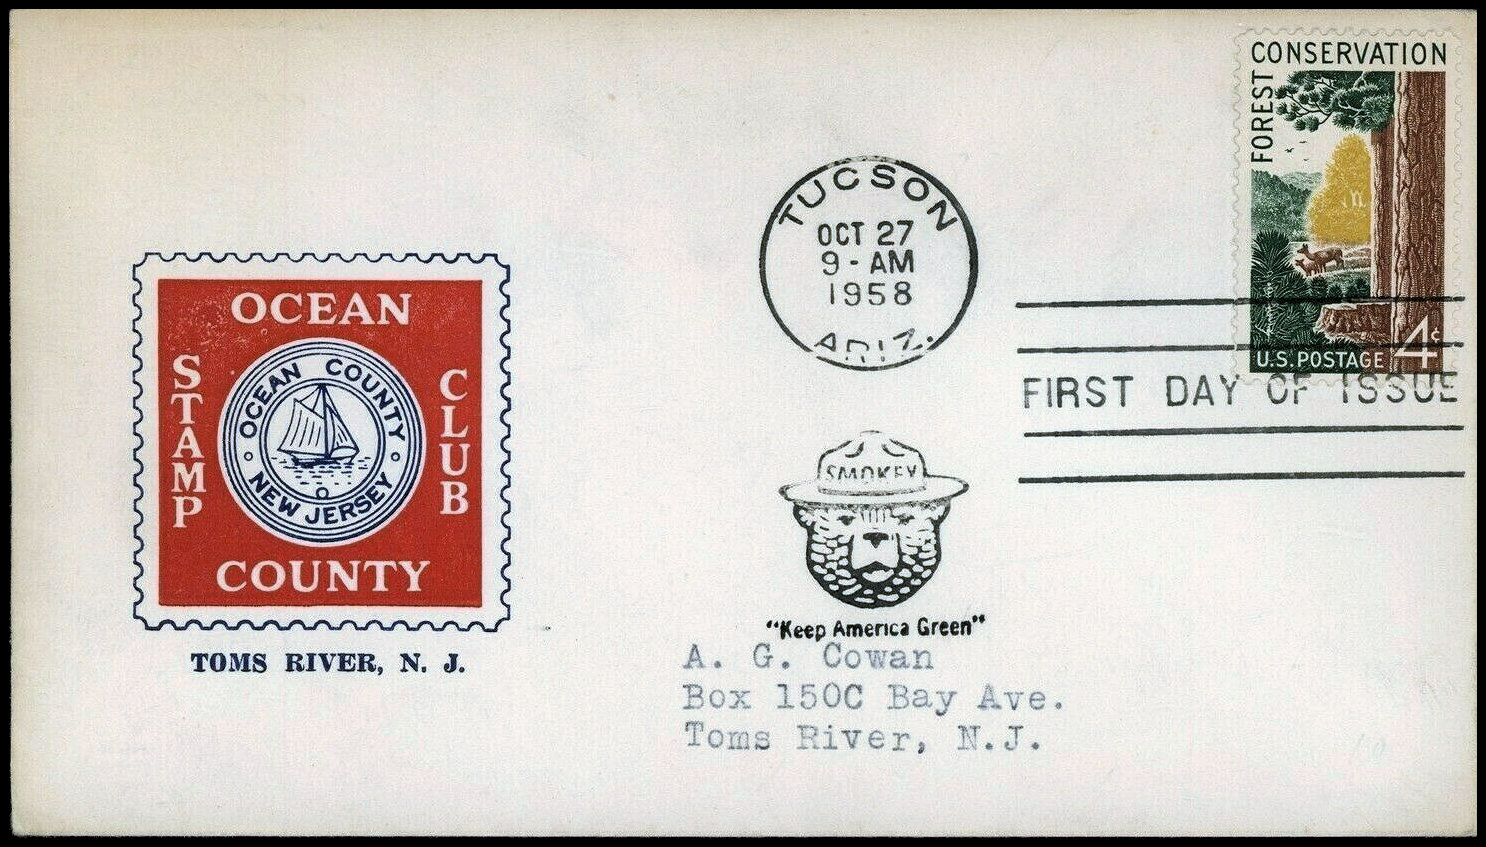 FOREST CONSERVATION
U.S. POSTAGE 4¢
TUCSON
OCT 27
9 - AM
1958
ARIZ.
FIRST DAY OF ISSUE
OCEAN
STAMP
CLUB
COUNTY
OCEAN COUNTY
NEW JERSEY
TOMS RIVER, N. J.
SMOKEY
"Keep America Green"
A. G. Cowan
Box 150C Bay Ave.
Toms River, N.J.